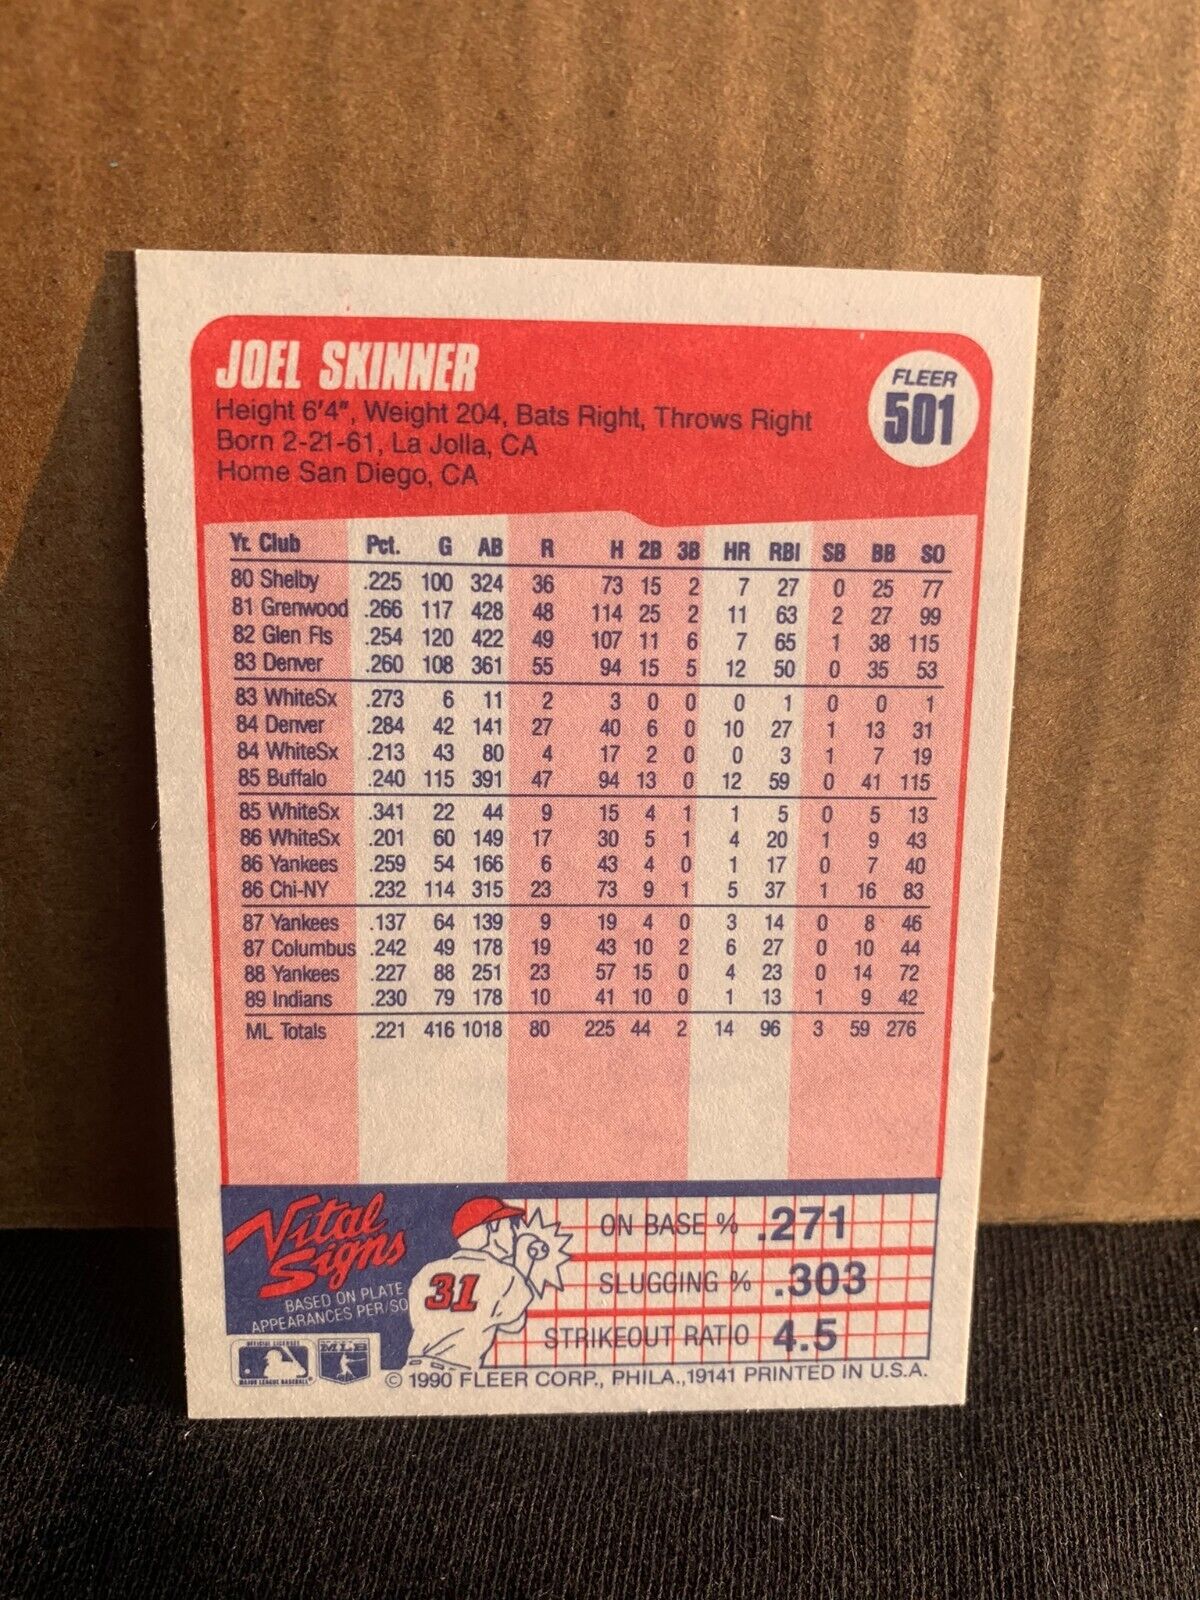 JOEL SKINNER
FLEER
501
Height 6'4", Weight 204, Bats Right, Throws Right
Born 2-21-61, La Jolla, CA
Home San Diego, CA
Yr. Club Pct. G AB R H 2B 3B HR RBI SB BB SO
80 Shelby .225 100 324 36 73 15 2 7 27 0 25 77
81 Grenwood .266 117 428 48 114 25 2 11 63 2 27 99
82 Glen Fls .254 120 422 49 107 11 6 7 65 1 38 115
83 Denver .260 108 361 55 94 15 5 12 50 0 35 53
83 WhiteSx .273 6 11 2 3 0 0 0 1 0 0 1
84 Denver .284 42 141 27 40 6 0 10 27 1 13 31
84 WhiteSx .213 43 80 4 17 2 0 0 3 1 7 19
85 Buffalo .240 115 391 47 94 13 0 12 59 0 41 115
85 WhiteSx .341 22 44 9 15 4 1 1 5 0 5 13
86 WhiteSx .201 60 149 17 30 5 1 4 20 1 9 43
86 Yankees .259 54 166 6 43 4 0 1 17 0 7 40
86 Chi-NY .232 114 315 23 73 9 1 5 37 1 16 83
87 Yankees .137 64 139 9 19 4 0 3 14 0 8 46
87 Columbus .242 49 178 19 43 10 2 6 27 0 10 44
88 Yankees .227 88 251 23 57 15 0 4 23 0 14 72
89 Indians .230 79 178 10 41 10 0 1 13 1 9 42
ML Totals .221 416 1018 80 225 44 2 14 96 3 59 276
Vital
Signs
BASED ON PLATE
APPEARANCES PER/SO
31
ON BASE % .271
SLUGGING % .303
STRIKEOUT RATIO 4.5
OFFICIAL LICENSEE
MAJOR LEAGUE BASEBALL
MLB
© 1990 FLEER CORP., PHILA.,19141 PRINTED IN U.S.A.